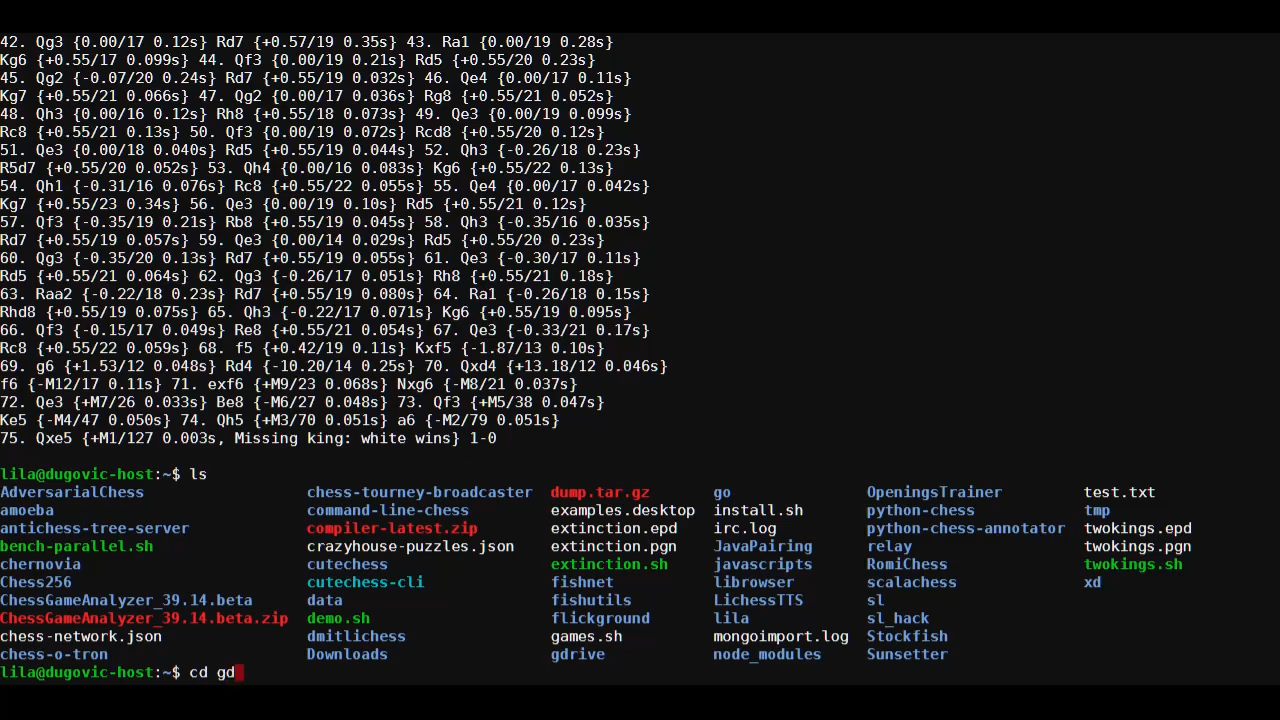 42. Qg3 {0.00/17 0.12s} Rd7 {+0.57/19 0.35s} 43. Ra1 {0.00/19 0.28s}
Kg6 {+0.55/17 0.099s} 44. Qf3 {0.00/19 0.21s} Rd5 {+0.55/20 0.23s}
45. Qg2 {-0.07/20 0.24s} Rd7 {+0.55/19 0.032s} 46. Qe4 {0.00/17 0.11s}
Kg7 {+0.55/21 0.066s} 47. Qg2 {0.00/17 0.036s} Rg8 {+0.55/21 0.052s}
48. Qh3 {0.00/16 0.12s} Rh8 {+0.55/18 0.073s} 49. Qe3 {0.00/19 0.099s}
Rc8 {+0.55/21 0.13s} 50. Qf3 {0.00/19 0.072s} Rcd8 {+0.55/20 0.12s}
51. Qe3 {0.00/18 0.040s} Rd5 {+0.55/19 0.044s} 52. Qh3 {-0.26/18 0.23s}
R5d7 {+0.55/20 0.052s} 53. Qh4 {0.00/16 0.083s} Kg6 {+0.55/22 0.13s}
54. Qh1 {-0.31/16 0.076s} Rc8 {+0.55/22 0.055s} 55. Qe4 {0.00/17 0.042s}
Kg7 {+0.55/23 0.34s} 56. Qe3 {0.00/19 0.10s} Rd5 {+0.55/21 0.12s}
57. Qf3 {-0.35/19 0.21s} Rb8 {+0.55/19 0.045s} 58. Qh3 {-0.35/16 0.035s}
Rd7 {+0.55/19 0.057s} 59. Qe3 {0.00/14 0.029s} Rd5 {+0.55/20 0.23s}
60. Qg3 {-0.35/20 0.13s} Rd7 {+0.55/19 0.055s} 61. Qe3 {-0.30/17 0.11s}
Rd5 {+0.55/21 0.064s} 62. Qg3 {-0.26/17 0.051s} Rh8 {+0.55/21 0.18s}
63. Raa2 {-0.22/18 0.23s} Rd7 {+0.55/19 0.080s} 64. Ra1 {-0.26/18 0.15s}
Rhd8 {+0.55/19 0.075s} 65. Qh3 {-0.22/17 0.071s} Kg6 {+0.55/19 0.095s}
66. Qf3 {-0.15/17 0.049s} Re8 {+0.55/21 0.054s} 67. Qe3 {-0.33/21 0.17s}
Rc8 {+0.55/22 0.059s} 68. f5 {+0.42/19 0.11s} Kxf5 {-1.87/13 0.10s}
69. g6 {+1.53/12 0.048s} Rd4 {-10.20/14 0.25s} 70. Qxd4 {+13.18/12 0.046s}
f6 {-M12/17 0.11s} 71. exf6 {+M9/23 0.068s} Nxg6 {-M8/21 0.037s}
72. Qe3 {+M7/26 0.033s} Be8 {-M6/27 0.048s} 73. Qf3 {+M5/38 0.047s}
Ke5 {-M4/47 0.050s} 74. Qh5 {+M3/70 0.051s} a6 {-M2/79 0.051s}
75. Qxe5 {+M1/127 0.003s, Missing king: white wins} 1-0
lila@dugovic-host:~$ ls
AdversarialChess chess-tourney-broadcaster dump.tar.gz go OpeningsTrainer test.txt
amoeba command-line-chess examples.desktop install.sh python-chess tmp
antichess-tree-server compiler-latest.zip extinction.epd irc.log python-chess-annotator twokings.epd
bench-parallel.sh crazyhouse-puzzles.json extinction.pgn JavaPairing relay twokings.pgn
chernovia cutechess extinction.sh javascripts RomiChess twokings.sh
Chess256 cutechess-cli fishnet librowser scalachess xd
ChessGameAnalyzer_39.14.beta data fishutils LichessTTS sl
ChessGameAnalyzer_39.14.beta.zip demo.sh flickground lila sl_hack
chess-network.json dmitlichess games.sh mongoimport.log Stockfish
chess-o-tron Downloads gdrive node_modules Sunsetter
lila@dugovic-host:~$ cd gd